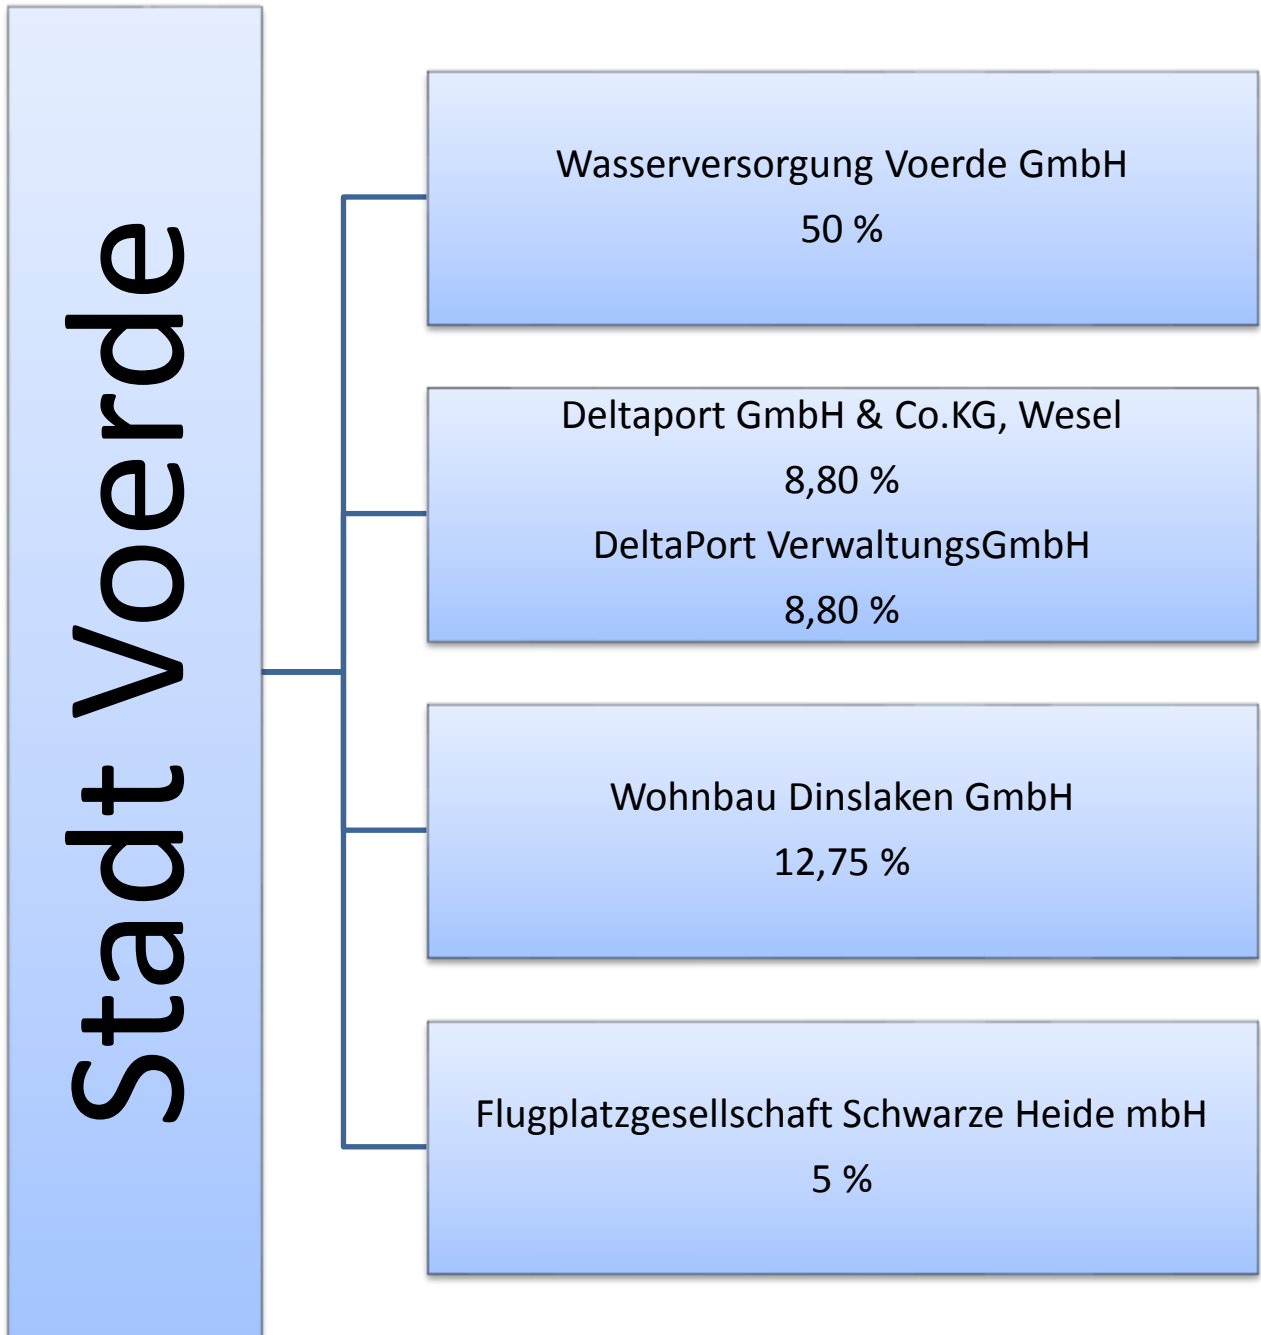 Stadt Voerde
Wasserversorgung Voerde GmbH
50 %
Deltaport GmbH & Co.KG, Wesel
8,80 %
DeltaPort VerwaltungsGmbH
8,80 %
Wohnbau Dinslaken GmbH
12,75 %
Flugplatzgesellschaft Schwarze Heide mbH
5 %